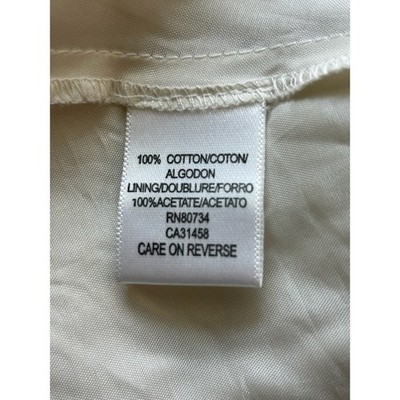 100% COTTON/COTON/
ALGODON
LINING/DOUBLURE/FORRO
100%ACETATE/ACETATO
RN80734
CA31458
CARE ON REVERSE